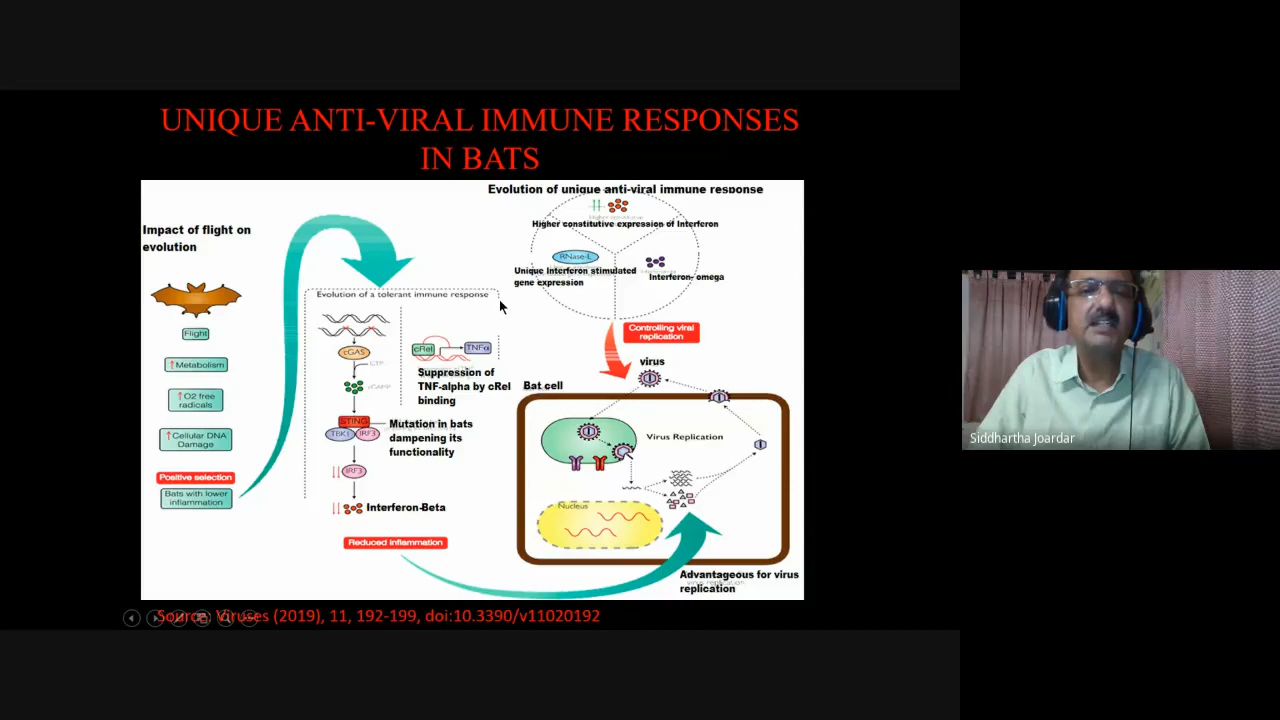 UNIQUE ANTI-VIRAL IMMUNE RESPONSES
IN BATS
Impact of flight on
evolution
Flight
Metabolism
O2 free
radicals
Cellular DNA
Damage
Positive selection
Bats with lower
inflammation
Evolution of a tolerant immune response
cGAS
GTP
cGAMP
STING
TBK1
IRF3
IRF3
Interferon-Beta
Reduced inflammation
cRel
TNFα
Suppression of
TNF-alpha by cRel
binding
Mutation in bats
dampening its
functionality
Evolution of unique anti-viral immune response
Higher constitutive expression of Interferon
RNase-L
Unique Interferon stimulated
gene expression
Interferon- omega
Controlling viral
replication
virus
Bat cell
Virus Replication
Nucleus
Advantageous for virus
replication
Source: Viruses (2019), 11, 192-199, doi:10.3390/v11020192
Siddhartha Joardar